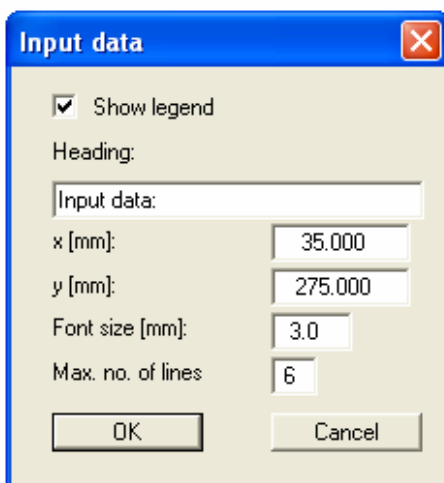 Input data
Show legend
Heading:
Input data:
x [mm]: 35.000
y [mm]: 275.000
Font size [mm]: 3.0
Max. no. of lines 6
OK Cancel